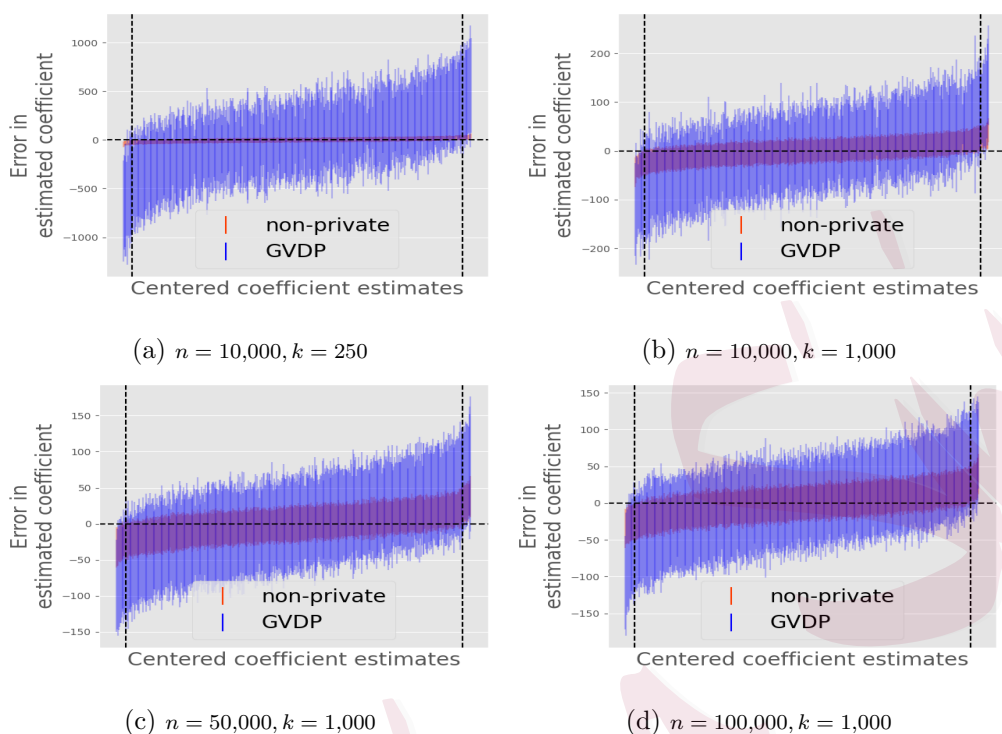 1000
500
0
−500
−1000
Error in
estimated coefficient
non-private
GVDP
Centered coefficient estimates
(a) n = 10,000, k = 250
200
100
0
−100
−200
Error in
estimated coefficient
non-private
GVDP
Centered coefficient estimates
(b) n = 10,000, k = 1,000
150
100
50
0
−50
−100
−150
Error in
estimated coefficient
non-private
GVDP
Centered coefficient estimates
(c) n = 50,000, k = 1,000
150
100
50
0
−50
−100
−150
Error in
estimated coefficient
non-private
GVDP
Centered coefficient estimates
(d) n = 100,000, k = 1,000